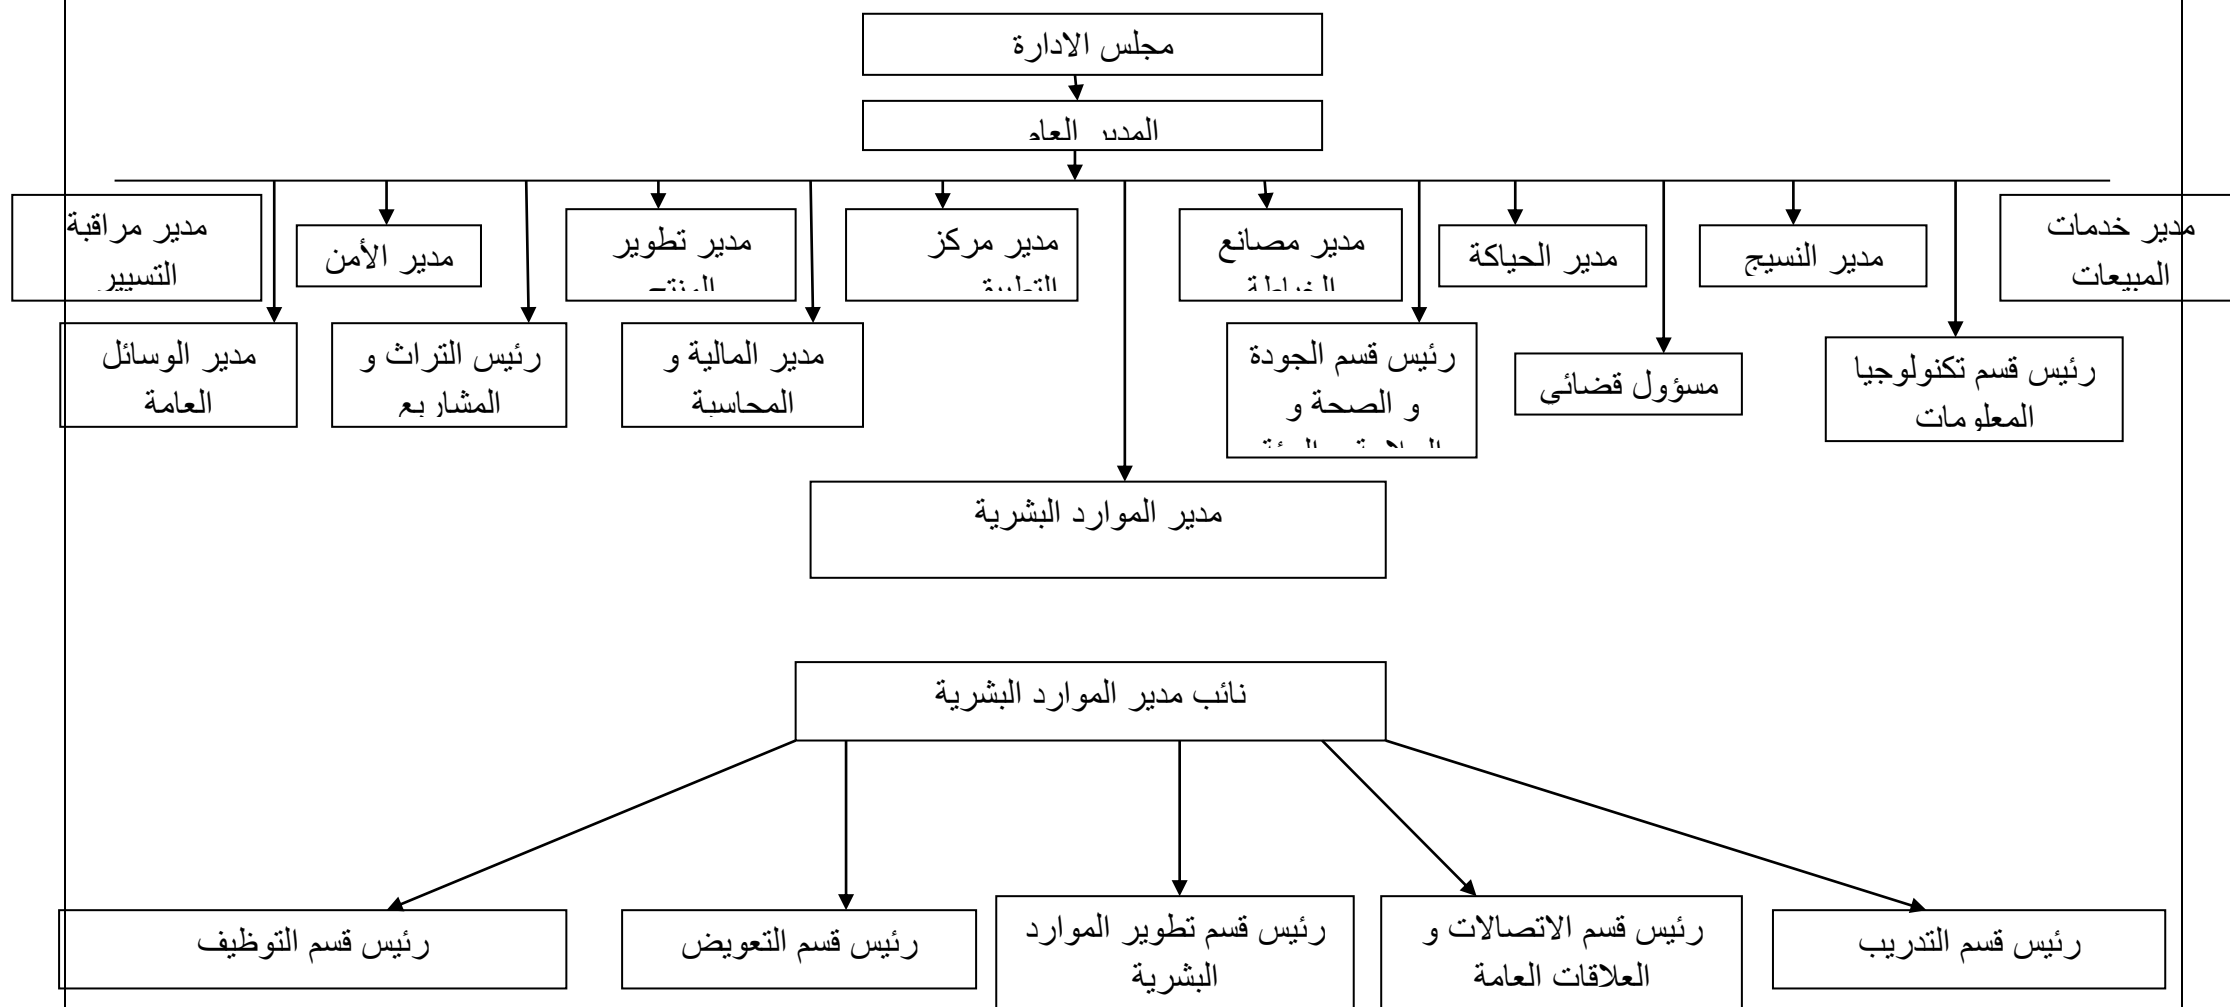 مجلس الادارة
المدير العام
مدير خدمات
المبيعات
مدير النسيج
مدير الحياكة
مدير مصانع
الخياطة
مدير مركز
مدير تطوير
المنتج
مدير الأمن
مدير مراقبة
التسيير
رئيس قسم تكنولوجيا
المعلومات
مسؤول قضائي
رئيس قسم الجودة
و الصحة و
مدير المالية و
المحاسبة
رئيس التراث و
المشاريع
مدير الوسائل
العامة
مدير الموارد البشرية
نائب مدير الموارد البشرية
رئيس قسم التدريب
رئيس قسم الاتصالات و
العلاقات العامة
رئيس قسم تطوير الموارد
البشرية
رئيس قسم التعويض
رئيس قسم التوظيف